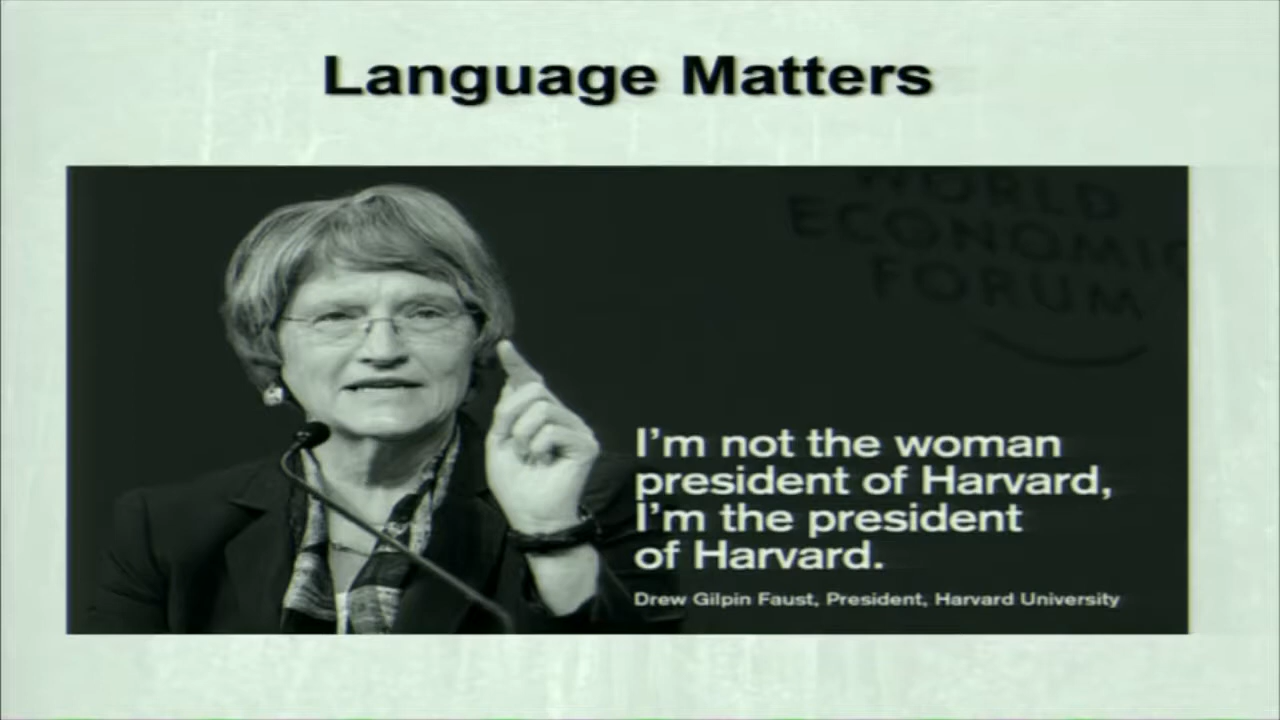 Language Matters
WORLD
ECONOMIC
FORUM
I'm not the woman
president of Harvard,
I'm the president
of Harvard.
Drew Gilpin Faust, President, Harvard University